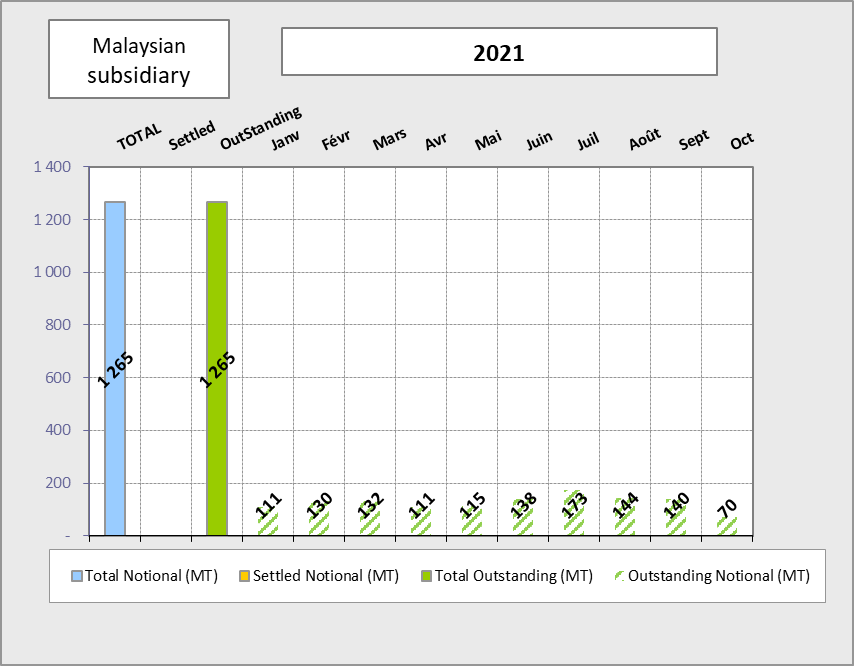 Malaysian
subsidiary
2021
TOTAL
Settled
OutStanding
Janv
Févr
Mars
Avr
Mai
Juin
Juil
Août
Sept
Oct
1 400
1 200
1 000
800
600
400
200
-
1 265
1 265
111
130
132
111
115
138
173
144
140
70
Total Notional (MT)
Settled Notional (MT)
Total Outstanding (MT)
Outstanding Notional (MT)